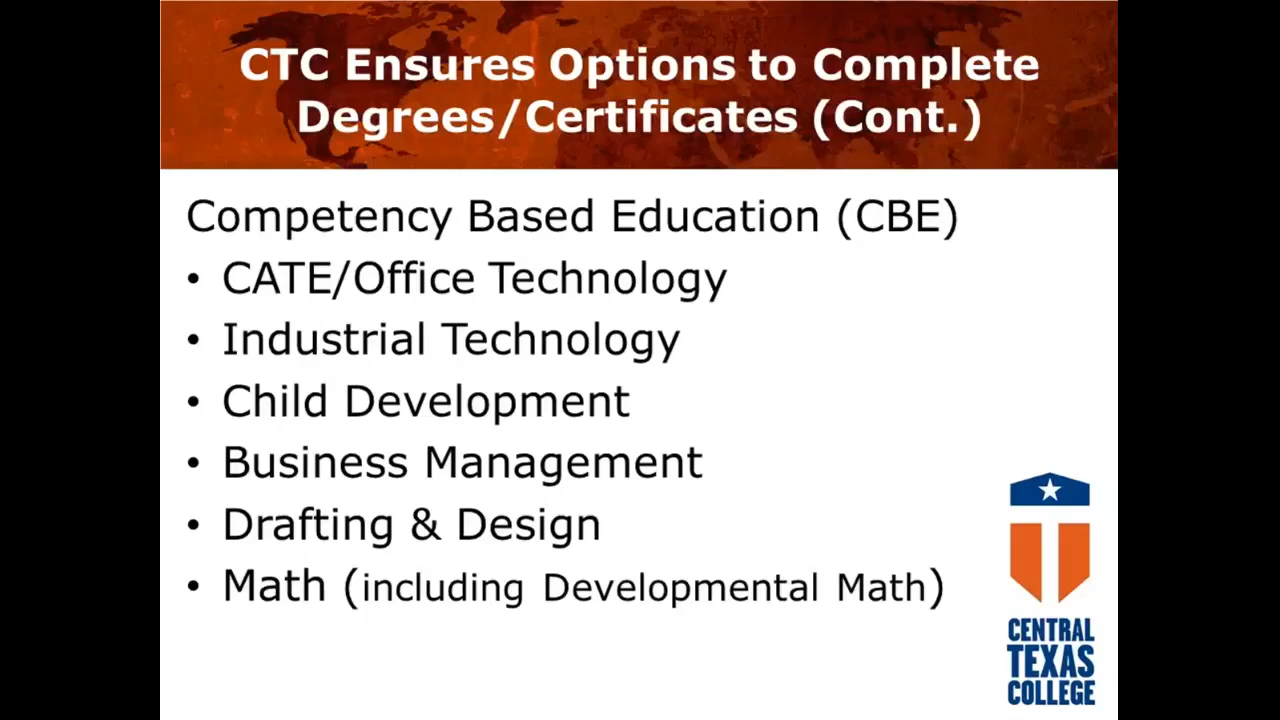 CTC Ensures Options to Complete
Degrees/Certificates (Cont.)
Competency Based Education (CBE)
• CATE/Office Technology
• Industrial Technology
• Child Development
• Business Management
• Drafting & Design
• Math (including Developmental Math)
CENTRAL
TEXAS
COLLEGE